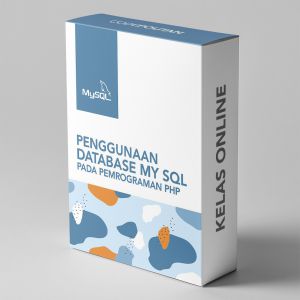 MySQL
PENGGUNAAN
DATABASE MY SQL
PADA PEMROGRAMAN PHP
KELAS ONLINE